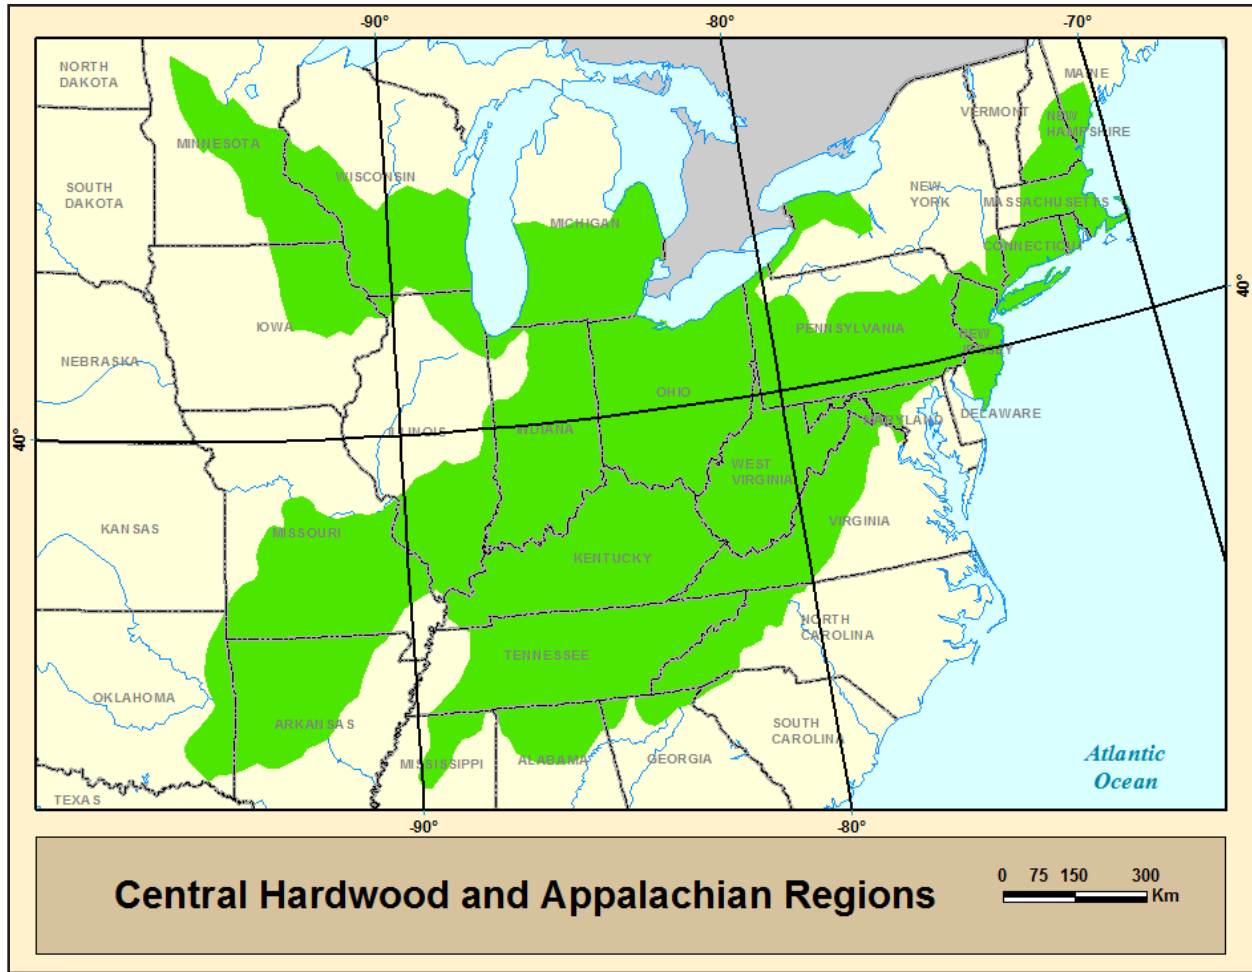 -90°
-80°
-70°
NORTH
DAKOTA
MAINE
VERMONT
NEW
HAMPSHIRE
MINNESOTA
WISCONSIN
SOUTH
DAKOTA
NEW
YORK
MASSACHUSETTS
MICHIGAN
CONNECTICUT
40°
IOWA
PENNSYLVANIA
NEW
JERSEY
NEBRASKA
OHIO
ILLINOIS
INDIANA
MARYLAND
DELAWARE
40°
WEST
VIRGINIA
KANSAS
MISSOURI
VIRGINIA
KENTUCKY
NORTH
CAROLINA
TENNESSEE
OKLAHOMA
ARKANSAS
SOUTH
CAROLINA
MISSISSIPPI
ALABAMA
GEORGIA
Atlantic
Ocean
TEXAS
-90°
-80°
Central Hardwood and Appalachian Regions
0 75 150 300
Km